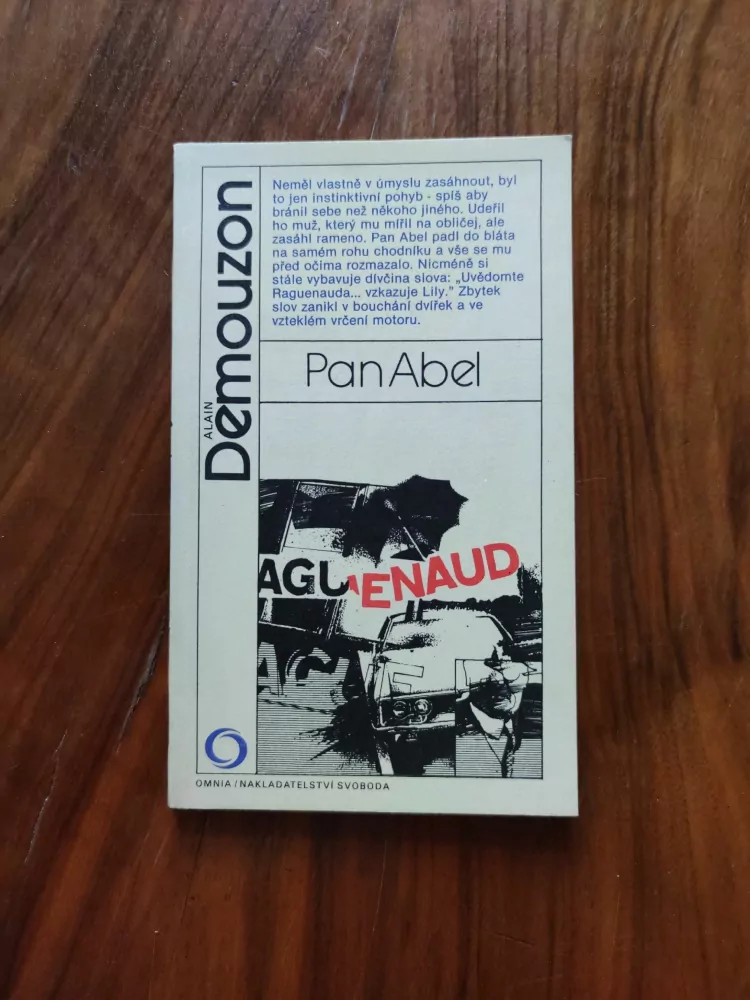 ALAIN
Demouzon
Neměl vlastně v úmyslu zasáhnout, byl
to jen instinktivní pohyb - spíš aby
bránil sebe než někoho jiného. Udeřil
ho muž, který mu mířil na obličej, ale
zasáhl rameno. Pan Abel padl do bláta
na samém rohu chodníku a vše se mu
před očima rozmazalo. Nicméně si
stále vybavuje dívčina slova: „Uvědomte
Raguenauda... vzkazuje Lily." Zbytek
slov zanikl v bouchání dvířek a ve
vzteklém vrčení motoru.
Pan Abel
AGUENAUD
OMNIA / NAKLADATELSTVÍ SVOBODA